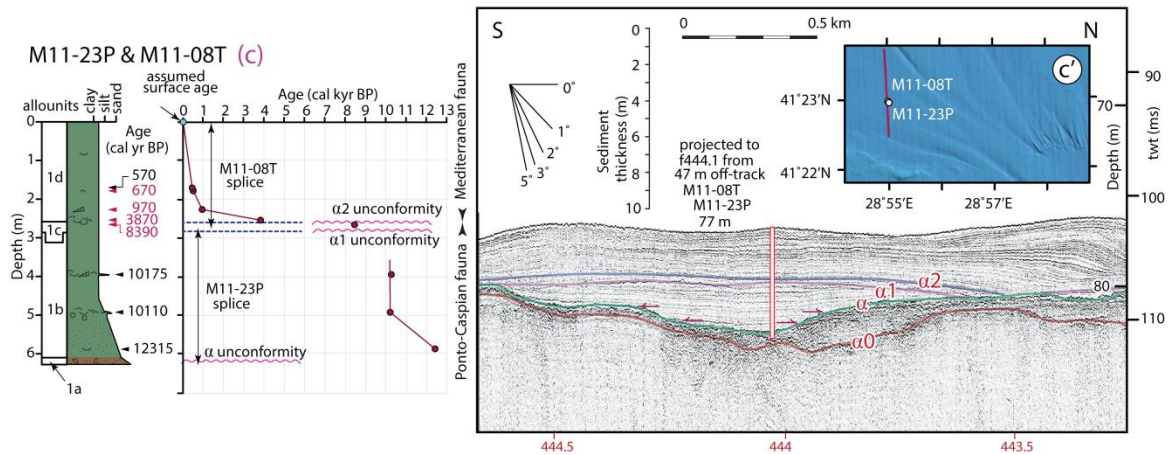 M11-23P & M11-08T (c)
allounits
clay
silt
sand
Age
(cal yr BP)
0
1
2
3
4
5
6
Depth (m)
1d
1c
1b
1a
570
670
970
3870
8390
10175
10110
12315
assumed
surface age
Age (cal kyr BP)
0 1 2 3 4 5 6 7 8 9 10 11 12 13
M11-08T
splice
α2 unconformity
α1 unconformity
M11-23P
splice
α unconformity
Mediterranean fauna
Ponto-Caspian fauna
S
N
0°
1°
2°
3°
5°
Sediment
thickness (m)
0
2
4
6
8
10
0 0.5 km
projected to
f444.1 from
47 m off-track
M11-08T
M11-23P
77 m
c′
M11-08T
M11-23P
41°23′N
41°22′N
28°55′E 28°57′E
70
80
Depth (m)
90
100
110
twt (ms)
α2
α1
α
α0
444.5 444 443.5